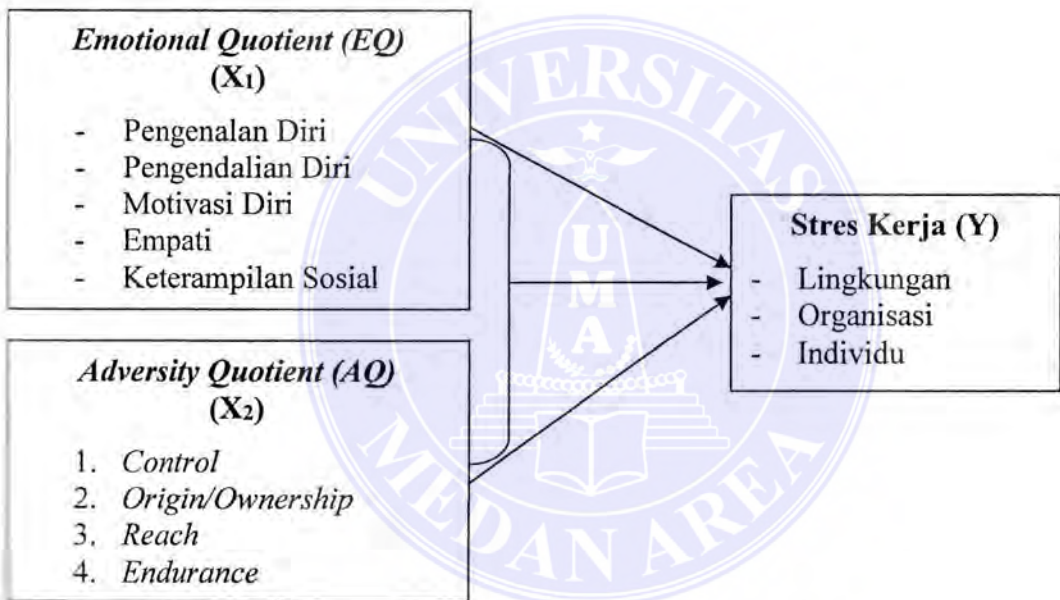 Emotional Quotient (EQ)
(X1)
- Pengenalan Diri
- Pengendalian Diri
- Motivasi Diri
- Empati
- Keterampilan Sosial
Adversity Quotient (AQ)
(X2)
1. Control
2. Origin/Ownership
3. Reach
4. Endurance
Stres Kerja (Y)
- Lingkungan
- Organisasi
- Individu
UNIVERSITAS
MEDAN AREA
U
M
A